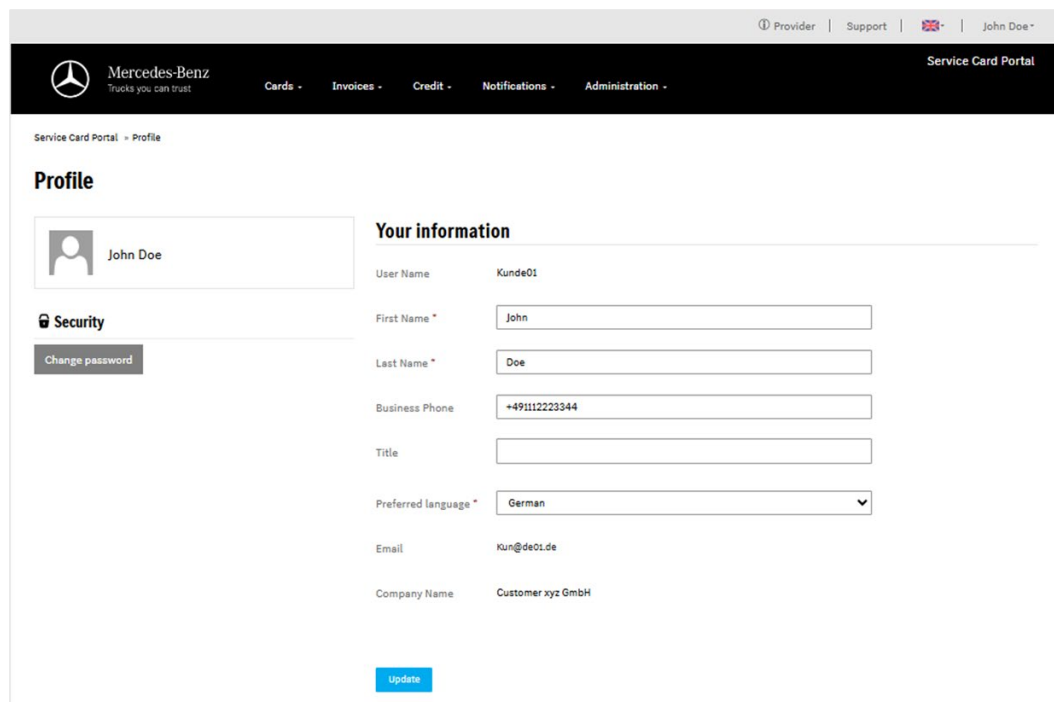 Provider | Support | | John Doe
Service Card Portal
Mercedes-Benz
Trucks you can trust
Cards Invoices Credit Notifications Administration
Service Card Portal » Profile
Profile
John Doe
Security
Change password
Your information
User Name Kunde01
First Name * John
Last Name * Doe
Business Phone +491112223344
Title
Preferred language * German
Email Kun@de01.de
Company Name Customer xyz GmbH
Update